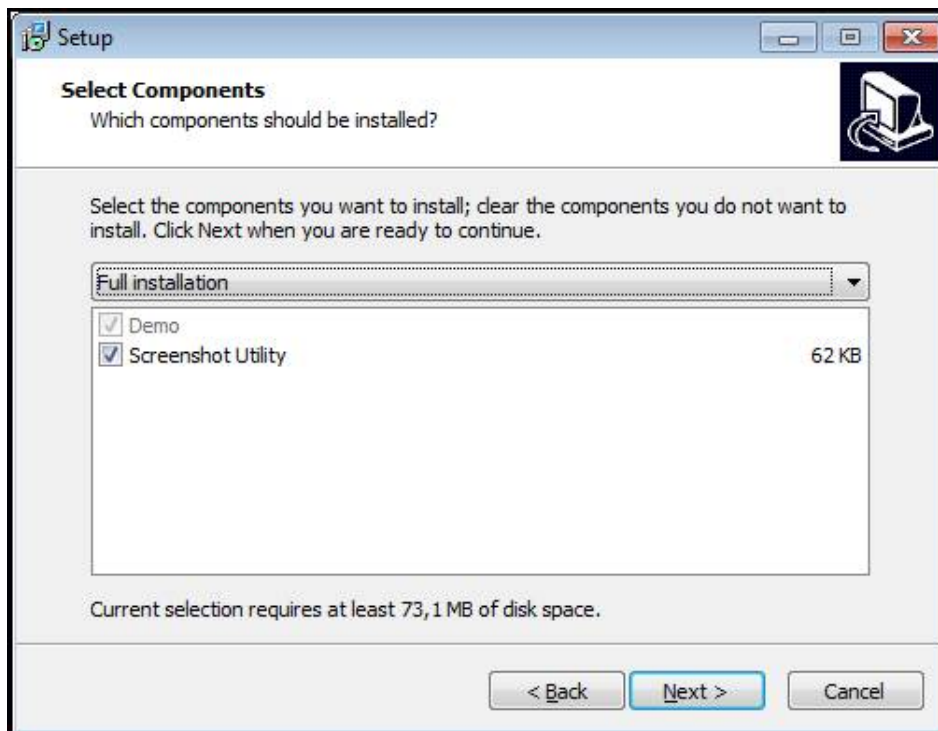 Setup
Select Components
Which components should be installed?
Select the components you want to install; clear the components you do not want to
install. Click Next when you are ready to continue.
Full installation
Demo
Screenshot Utility 62 KB
Current selection requires at least 73,1 MB of disk space.
< Back Next > Cancel